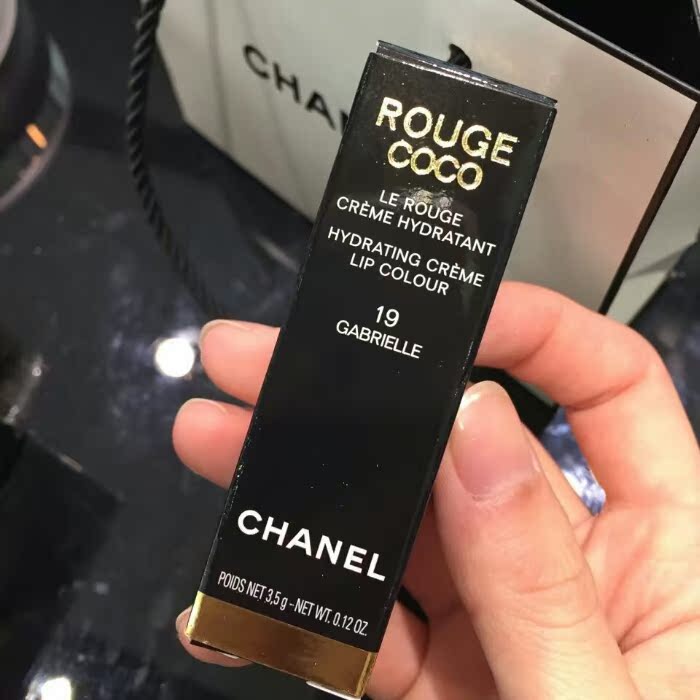 CHANEL
ROUGE
COCO
LE ROUGE
CRÈME HYDRATANT
HYDRATING CRÈME
LIP COLOUR
19
GABRIELLE
CHANEL
POIDS NET 3,5 g - NET WT. 0.12 OZ.